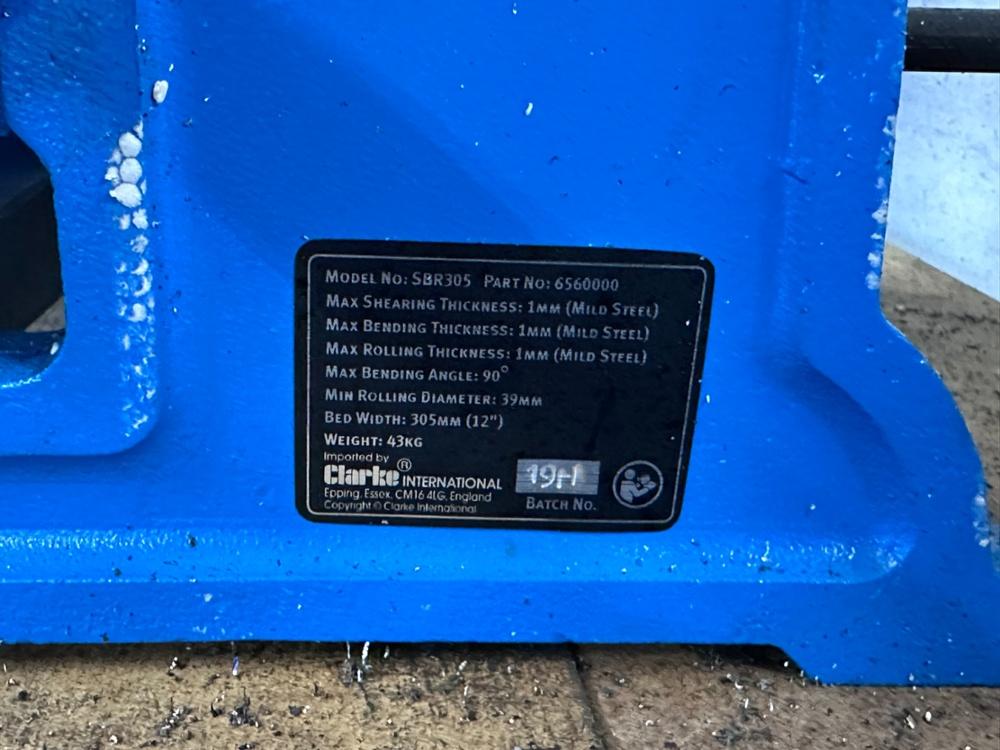 MODEL NO: SBR305 PART NO: 6560000
MAX SHEARING THICKNESS: 1MM (MILD STEEL)
MAX BENDING THICKNESS: 1MM (MILD STEEL)
MAX ROLLING THICKNESS: 1MM (MILD STEEL)
MAX BENDING ANGLE: 90°
MIN ROLLING DIAMETER: 39MM
BED WIDTH: 305MM (12")
WEIGHT: 43KG
Imported by
Clarke® INTERNATIONAL
Epping, Essex, CM16 4LG, England
Copyright © Clarke International
19H
BATCH NO.